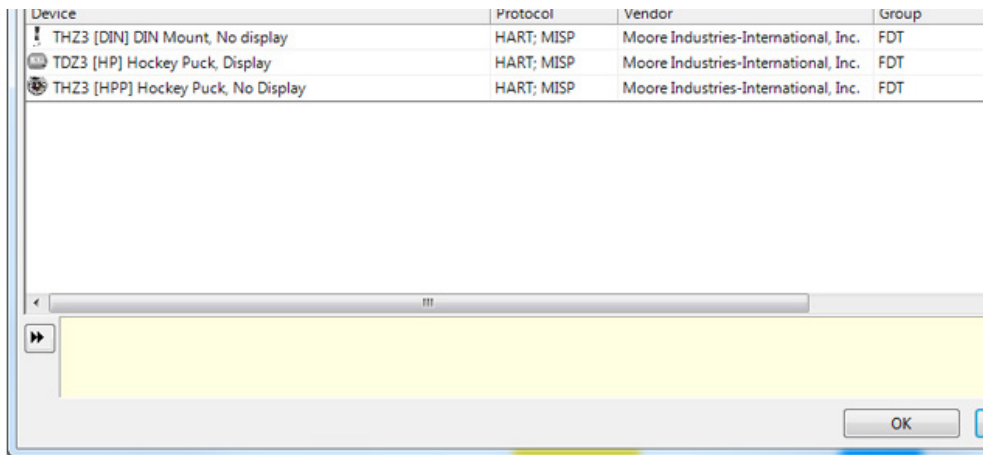 Device Protocol Vendor Group
THZ3 [DIN] DIN Mount, No display HART; MISP Moore Industries-International, Inc. FDT
TDZ3 [HP] Hockey Puck, Display HART; MISP Moore Industries-International, Inc. FDT
THZ3 [HPP] Hockey Puck, No Display HART; MISP Moore Industries-International, Inc. FDT
OK